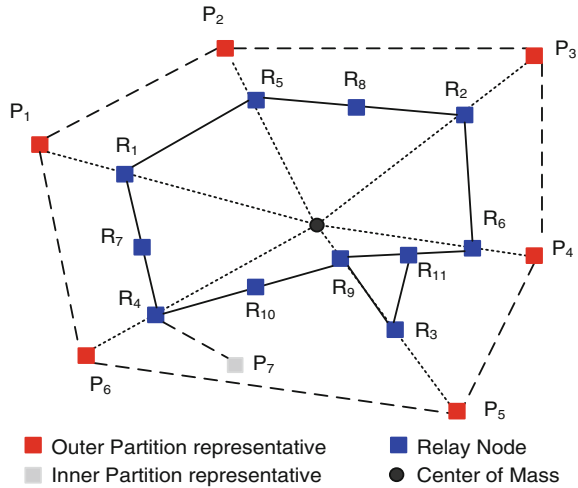 P2
P3
R5
R8
R2
P1
R1
R7
R6
P4
R9
R11
R4
R10
R3
P7
P6
P5
Outer Partition representative
Relay Node
Inner Partition representative
Center of Mass